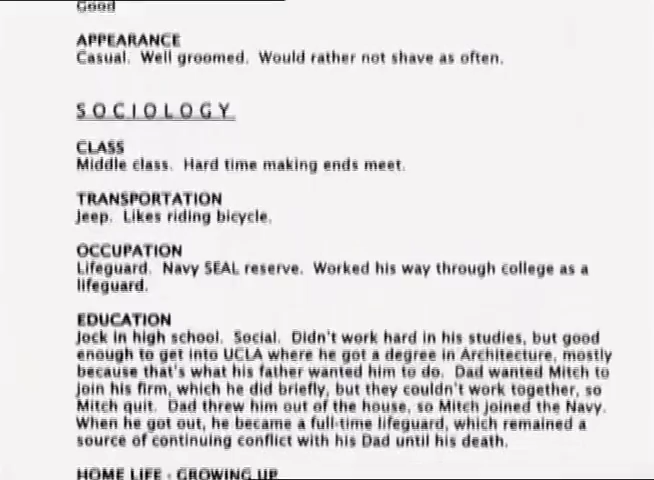 Good
APPEARANCE
Casual. Well groomed. Would rather not shave as often.
SOCIOLOGY
CLASS
Middle class. Hard time making ends meet.
TRANSPORTATION
Jeep. Likes riding bicycle.
OCCUPATION
Lifeguard. Navy SEAL reserve. Worked his way through college as a
lifeguard.
EDUCATION
Jock in high school. Social. Didn't work hard in his studies, but good
enough to get into UCLA where he got a degree in Architecture, mostly
because that's what his father wanted him to do. Dad wanted Mitch to
join his firm, which he did briefly, but they couldn't work together, so
Mitch quit. Dad threw him out of the house, so Mitch joined the Navy.
When he got out, he became a full-time lifeguard, which remained a
source of continuing conflict with his Dad until his death.
HOME LIFE - GROWING UP